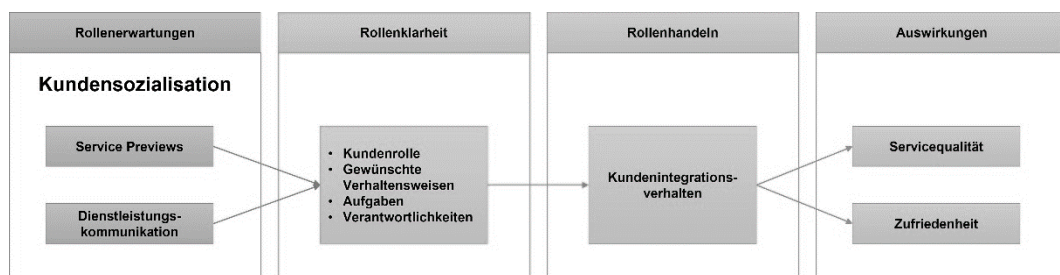 Rollenerwartungen
Rollenklarheit
Rollenhandeln
Auswirkungen
Kundensozialisation
Service Previews
Dienstleistungs-
kommunikation
• Kundenrolle
• Gewünschte
Verhaltensweisen
• Aufgaben
• Verantwortlichkeiten
Kundenintegrations-
verhalten
Servicequalität
Zufriedenheit